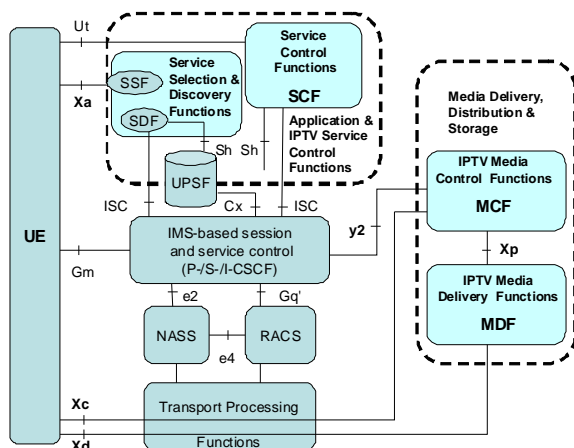 Ut
Service
Control
Functions
SCF
Service
Selection &
Discovery
Functions
Xa
SSF
SDF
Media Delivery,
Distribution &
Storage
Application &
IPTV Service
Control
Functions
Sh
Sh
UPSF
IPTV Media
Control Functions
MCF
ISC
Cx
ISC
y2
UE
IMS-based session
and service control
(P-/S-/I-CSCF)
Xp
Gm
IPTV Media
Delivery Functions
MDF
e2
Gq'
NASS
RACS
e4
Transport Processing
Functions
Xc
Xd